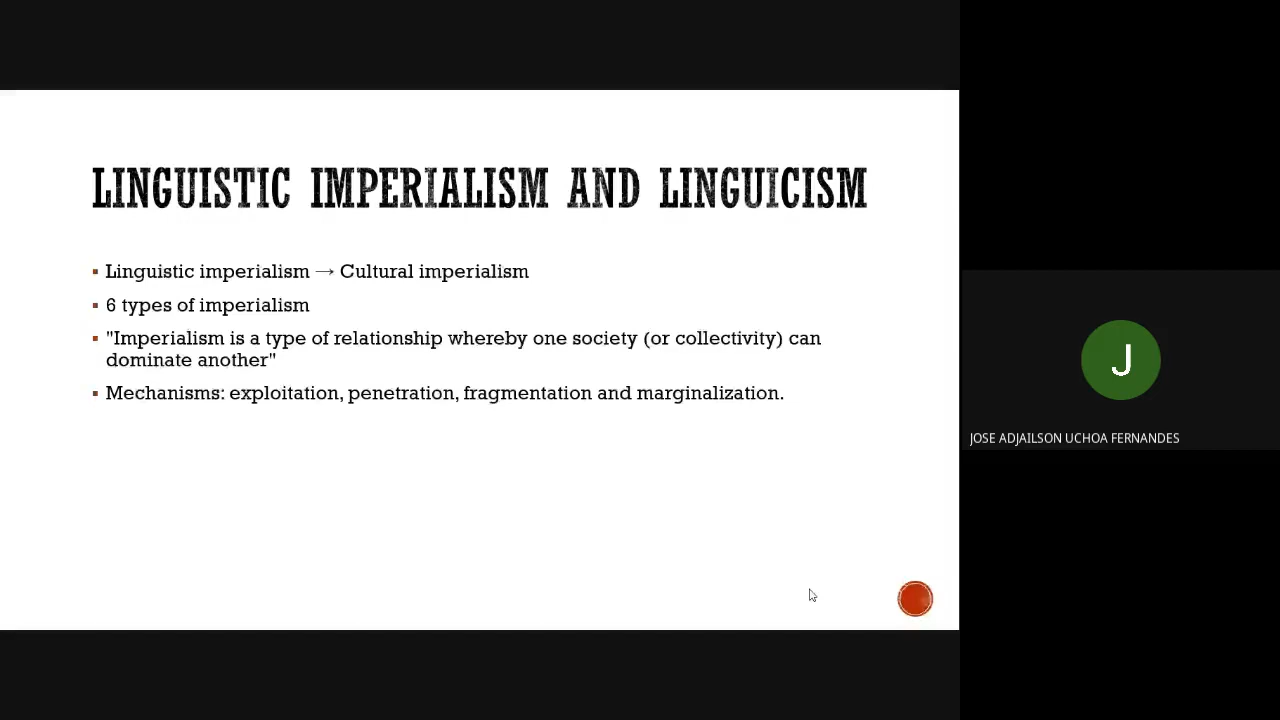 LINGUISTIC IMPERIALISM AND LINGUICISM
▪ Linguistic imperialism → Cultural imperialism
▪ 6 types of imperialism
▪ "Imperialism is a type of relationship whereby one society (or collectivity) can
dominate another"
▪ Mechanisms: exploitation, penetration, fragmentation and marginalization.
J
JOSE ADJAILSON UCHOA FERNANDES